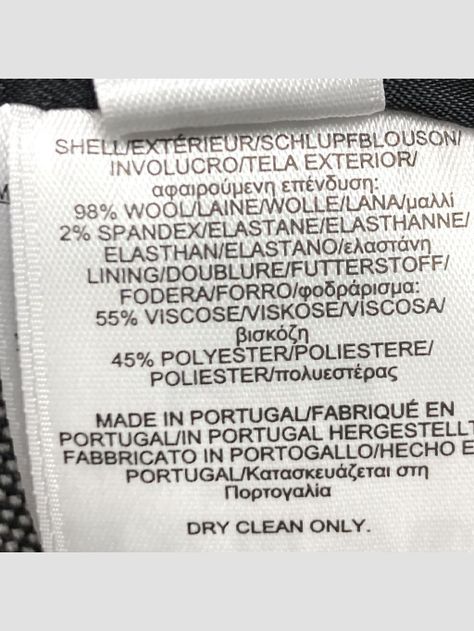 SHELL/EXTÉRIEUR/SCHLUPFBLOUSON/
INVOLUCRO/TELA EXTERIOR/
αφαιρούμενη επένδυση:
98% WOOL/LAINE/WOLLE/LANA/μαλλί
2% SPANDEX/ELASTANE/ELASTHANNE/
ELASTHAN/ELASTANO/ελαστάνη
LINING/DOUBLURE/FUTTERSTOFF/
FODERA/FORRO/φοδράρισμα:
55% VISCOSE/VISKOSE/VISCOSA/
βισκόζη
45% POLYESTER/POLIESTERE/
POLIESTER/πολυεστέρας
MADE IN PORTUGAL/FABRIQUÉ EN
PORTUGAL/IN PORTUGAL HERGESTELLT
FABBRICATO IN PORTOGALLO/HECHO E
PORTUGAL/Κατασκευάζεται στη
Πορτογαλία
DRY CLEAN ONLY.